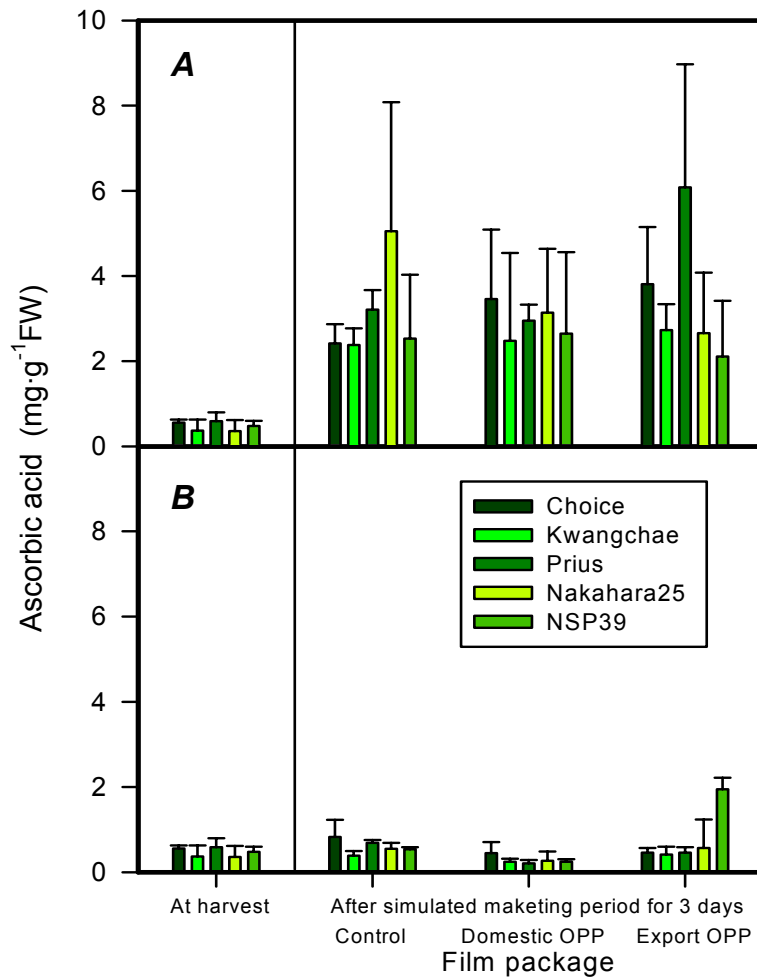 10
A
8
6
4
2
0
Ascorbic acid (mg·g⁻¹FW)
B
8
6
4
2
0
Choice
Kwangchae
Prius
Nakahara25
NSP39
At harvest
After simulated maketing period for 3 days
Control Domestic OPP Export OPP
Film package